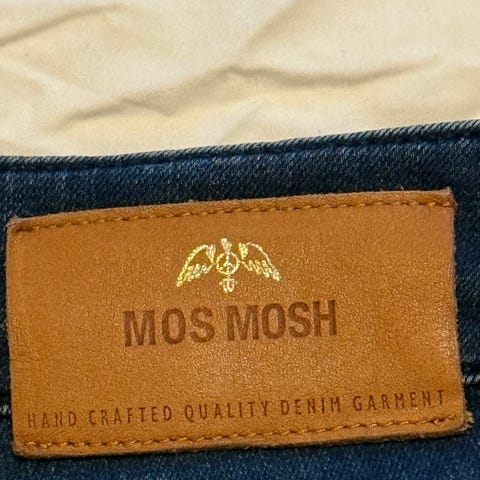 MOS MOSH
HAND CRAFTED QUALITY DENIM GARMENT